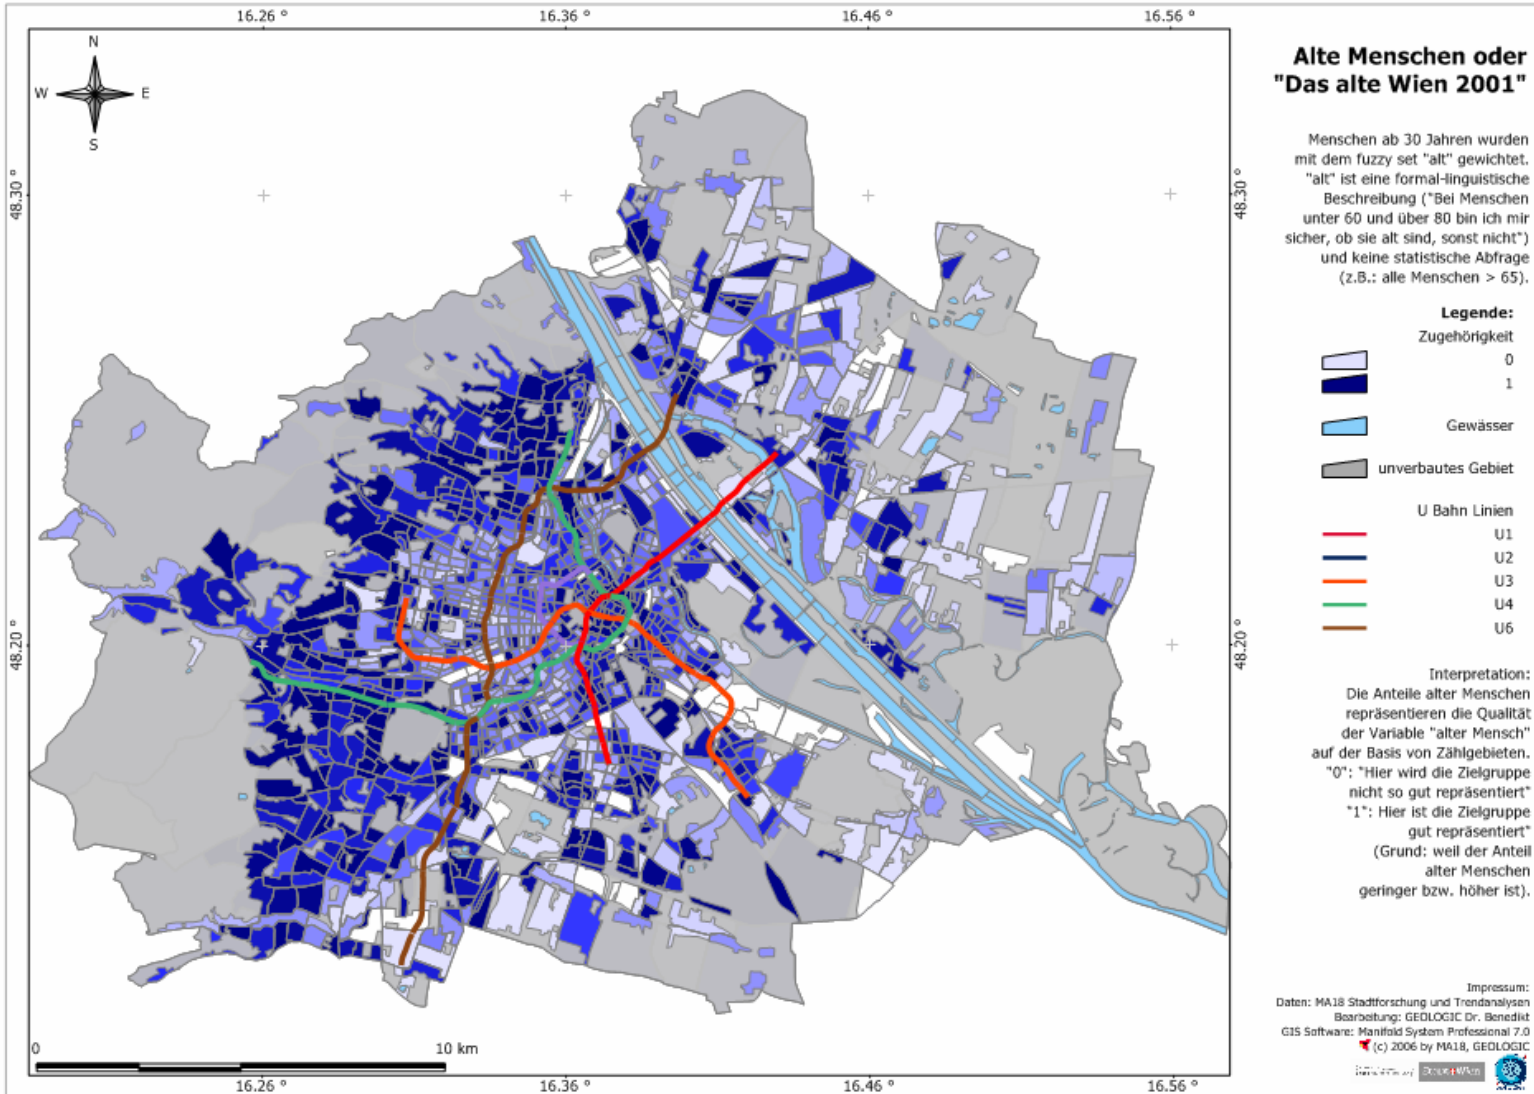 16.26 °
16.36 °
16.46 °
16.56 °
N
W
E
S
48.30 °
48.30 °
48.20 °
48.20 °
Alte Menschen oder
"Das alte Wien 2001"
Menschen ab 30 Jahren wurden
mit dem fuzzy set "alt" gewichtet.
"alt" ist eine formal-linguistische
Beschreibung ("Bei Menschen
unter 60 und über 80 bin ich mir
sicher, ob sie alt sind, sonst nicht")
und keine statistische Abfrage
(z.B.: alle Menschen > 65).
Legende:
Zugehörigkeit
0
1
Gewässer
unverbautes Gebiet
U Bahn Linien
U1
U2
U3
U4
U6
Interpretation:
Die Anteile alter Menschen
repräsentieren die Qualität
der Variable "alter Mensch"
auf der Basis von Zählgebieten.
"0": "Hier wird die Zielgruppe
nicht so gut repräsentiert"
"1": Hier ist die Zielgruppe
gut repräsentiert"
(Grund: weil der Anteil
alter Menschen
geringer bzw. höher ist).
Impressum:
Daten: MA18 Stadtforschung und Trendanalysen
Bearbeitung: GEOLOGIC Dr. Benedikt
GIS Software: Manifold System Professional 7.0
(c) 2006 by MA18, GEOLOGIC
0
10 km
16.26 °
16.36 °
16.46 °
16.56 °